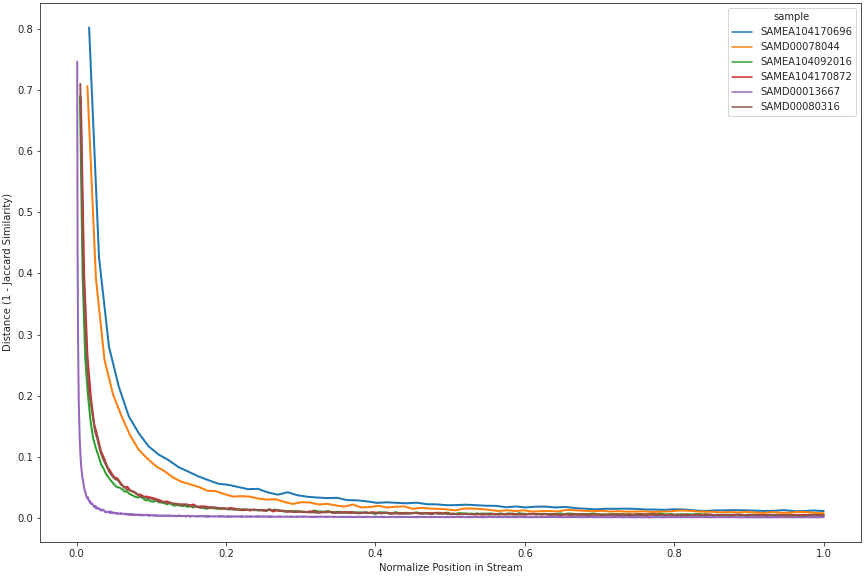 sample
SAMEA104170696
SAMD00078044
SAMEA104092016
SAMEA104170872
SAMD00013667
SAMD00080316
0.8
0.7
0.6
0.5
0.4
0.3
0.2
0.1
0.0
Distance (1 - Jaccard Similarity)
0.0 0.2 0.4 0.6 0.8 1.0
Normalize Position in Stream